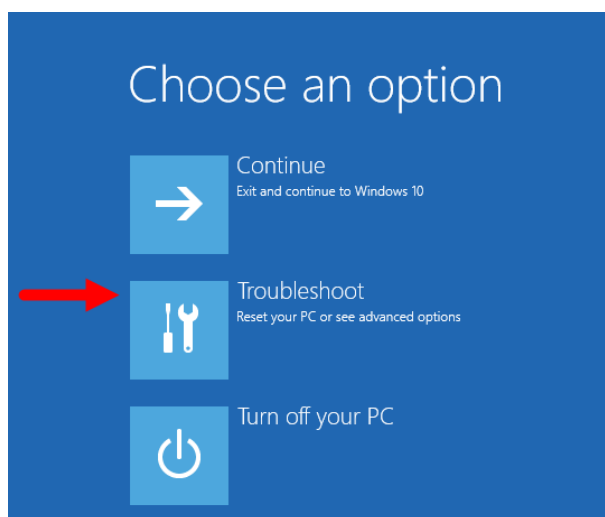 Choose an option
Continue
Exit and continue to Windows 10
Troubleshoot
Reset your PC or see advanced options
Turn off your PC